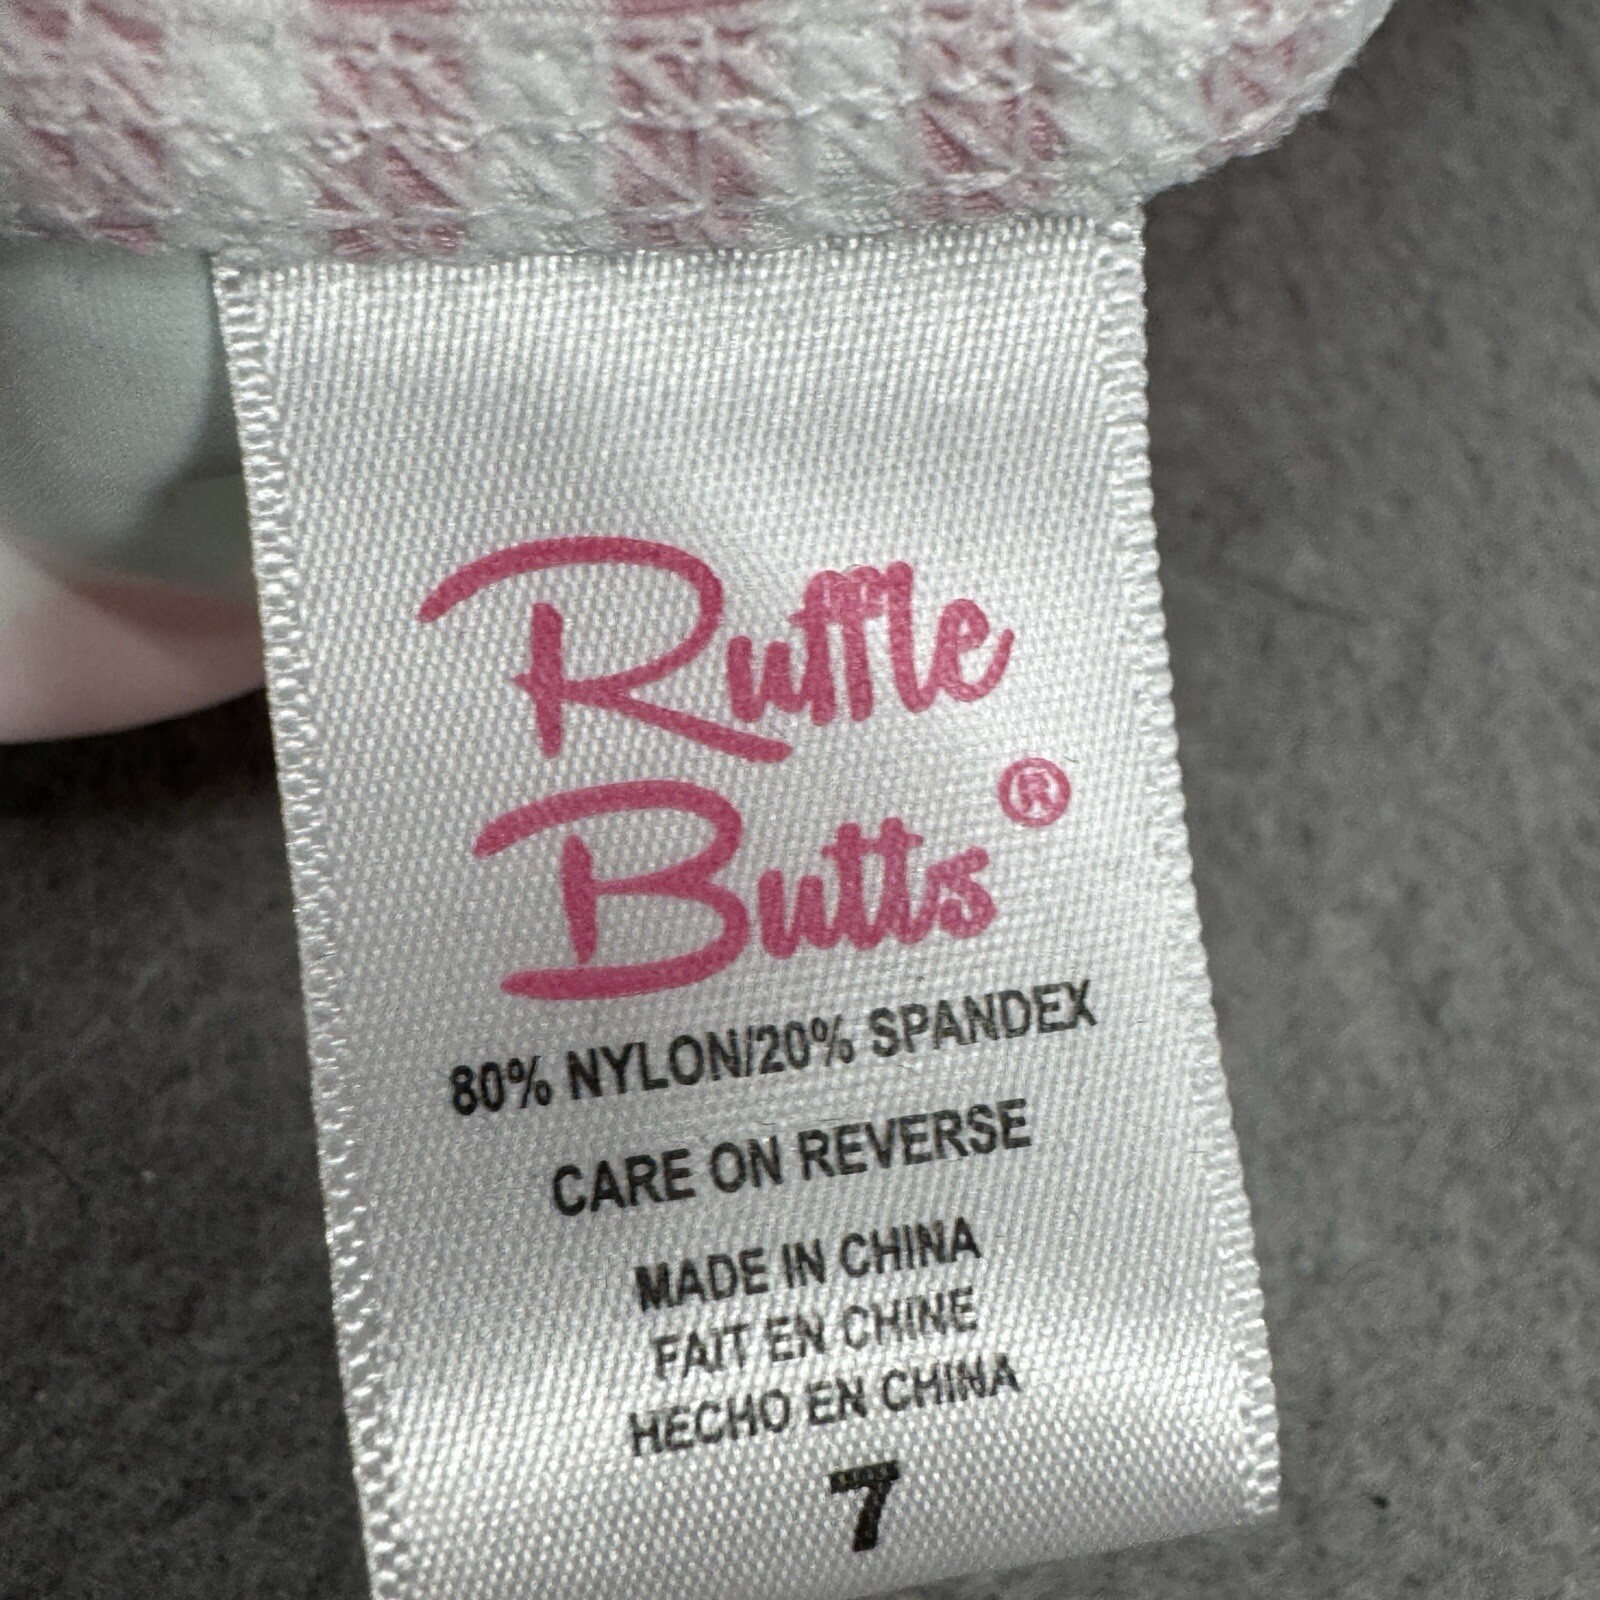 Ruffle
Butts®
80% NYLON/20% SPANDEX
CARE ON REVERSE
MADE IN CHINA
FAIT EN CHINE
HECHO EN CHINA
7